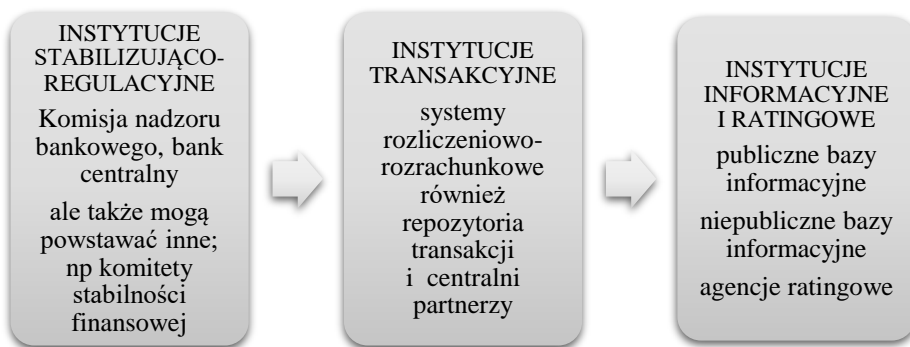 INSTYTUCJE
STABILIZUJĄCO-
REGULACYJNE
Komisja nadzoru
bankowego, bank
centralny
ale także mogą
powstawać inne;
np komitety
stabilności
finansowej
INSTYTUCJE
TRANSAKCYJNE
systemy
rozliczeniowo-
rozrachunkowe
również
repozytoria
transakcji
i centralni
partnerzy
INSTYTUCJE
INFORMACYJNE
I RATINGOWE
publiczne bazy
informacyjne
niepubliczne bazy
informacyjne
agencje ratingowe